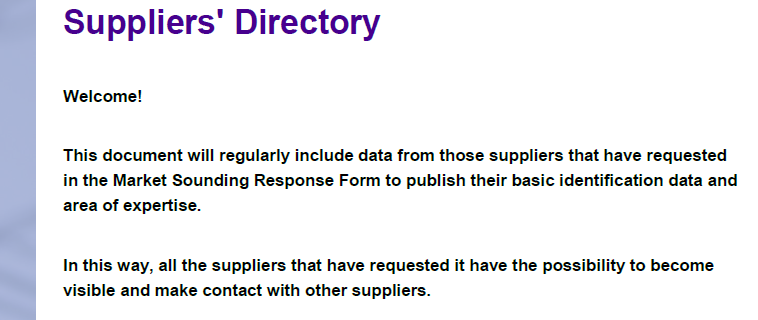 Suppliers' Directory
Welcome!
This document will regularly include data from those suppliers that have requested
in the Market Sounding Response Form to publish their basic identification data and
area of expertise.
In this way, all the suppliers that have requested it have the possibility to become
visible and make contact with other suppliers.